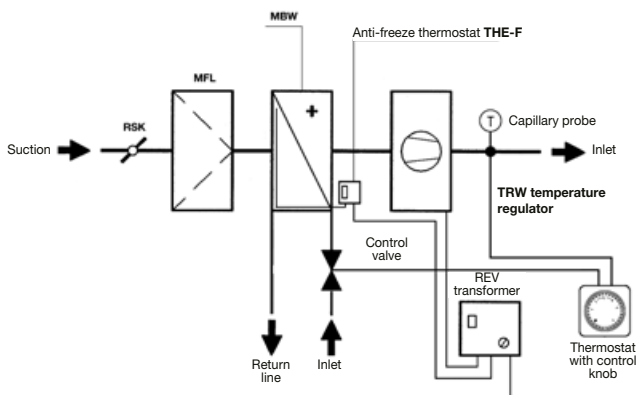 MBW
Anti-freeze thermostat THE-F
MFL
RSK
+
T
Capillary probe
Suction
Inlet
TRW temperature
regulator
Control
valve
REV
transformer
Return
line
Inlet
Thermostat
with control
knob